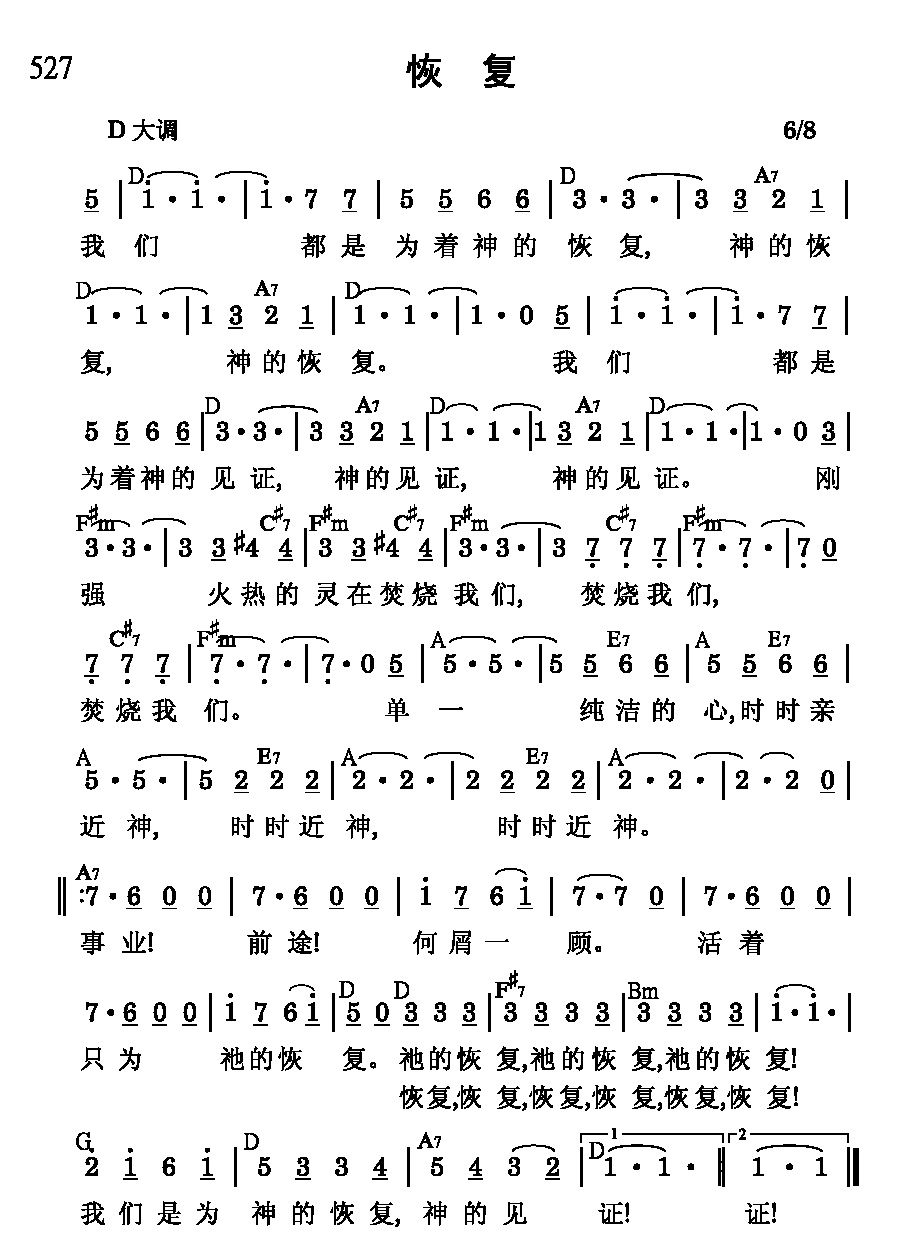 527 恢 复
D 大调 6/8
D D A7
5 | i · i · | i · 7 7 | 5 5 6 6 | 3 · 3 · | 3 3 2 1 |
我 们 都 是 为 着 神 的 恢 复, 神 的 恢
D A7 D
1 · 1 · | 1 3 2 1 | 1 · 1 · | 1 · 0 5 | i · i · | i · 7 7 |
复, 神 的 恢 复。 我 们 都 是
D A7 D A7 D
5 5 6 6 | 3 · 3 · | 3 3 2 1 | 1 · 1 · | 1 3 2 1 | 1 · 1 · | 1 · 0 3 |
为 着 神 的 见 证, 神 的 见 证, 神 的 见 证。 刚
F#m C#7 F#m C#7 F#m C#7 F#m
3 · 3 · | 3 3 #4 4 | 3 3 #4 4 | 3 · 3 · | 3 7 7 7 | 7 · 7 · | 7 0
强 火 热 的 灵 在 焚 烧 我 们, 焚 烧 我 们,
C#7 F#m A E7 A E7
7 7 7 | 7 · 7 · | 7 · 0 5 | 5 · 5 · | 5 5 6 6 | 5 5 6 6 |
焚 烧 我 们。 单 一 纯 洁 的 心, 时 时 亲
A E7 A E7 A
5 · 5 · | 5 2 2 2 | 2 · 2 · | 2 2 2 2 | 2 · 2 · | 2 · 2 0 |
近 神, 时 时 近 神, 时 时 近 神。
A7
‖: 7 · 6 0 0 | 7 · 6 0 0 | i 7 6 i | 7 · 7 0 | 7 · 6 0 0 |
事 业! 前 途! 何 屑 一 顾。 活 着
D D F#7 Bm
7 · 6 0 0 | i 7 6 i | 5 0 3 3 3 | 3 3 3 3 | 3 3 3 3 | i · i · |
只 为 祂 的 恢 复。 祂 的 恢 复, 祂 的 恢 复, 祂 的 恢 复!
恢 复, 恢 复, 恢 复, 恢 复, 恢 复, 恢 复!
G D A7 1 D 2
2 i 6 i | 5 3 3 4 | 5 4 3 2 | 1 · 1 · ‖ 1 · 1 ‖
我 们 是 为 神 的 恢 复, 神 的 见 证! 证!